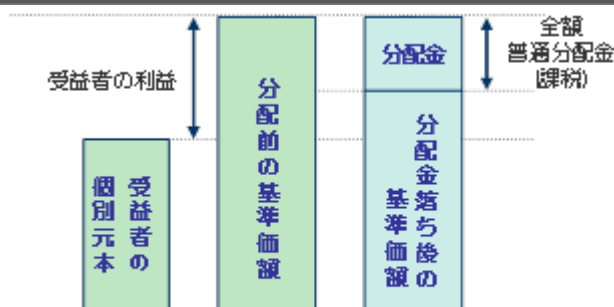 全額
普通分配金
(課税)
分配金
受益者の利益
分配前の基準価額
分配金落ち後の
基準価額
受益者の
個別元本